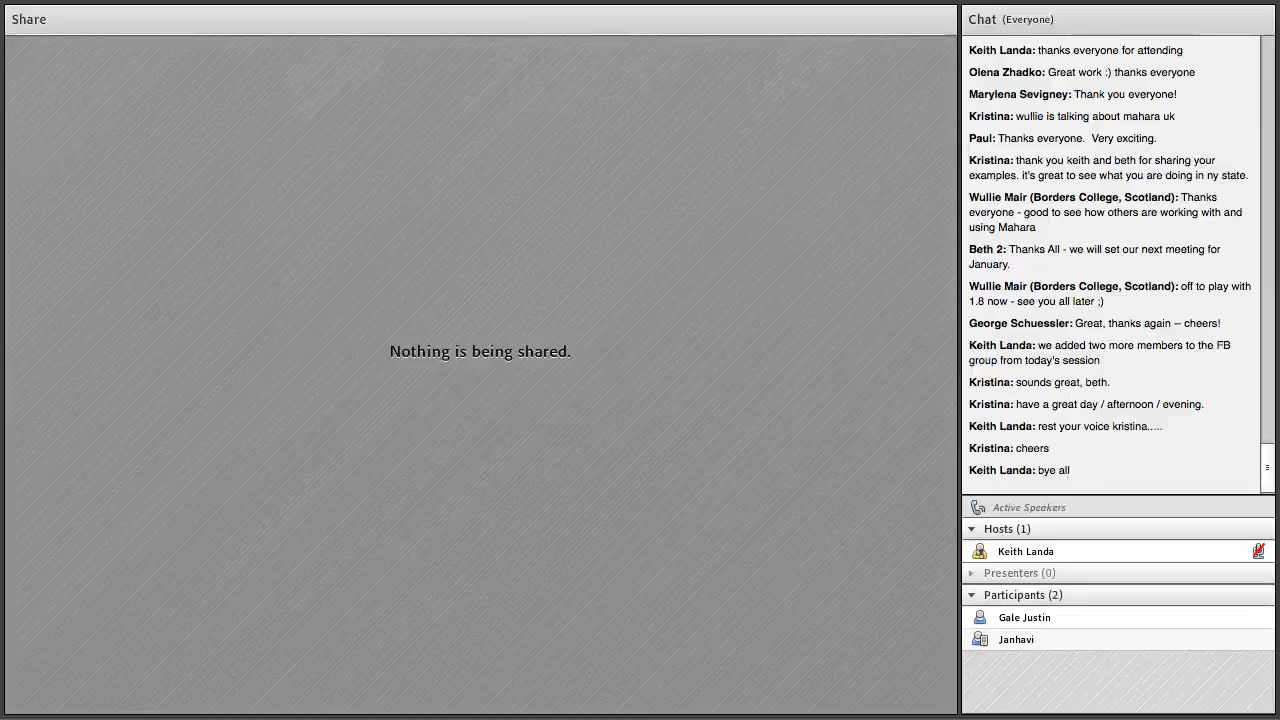 Share
Nothing is being shared.
Chat (Everyone)
Keith Landa: thanks everyone for attending
Olena Zhadko: Great work :) thanks everyone
Marylena Sevigney: Thank you everyone!
Kristina: wullie is talking about mahara uk
Paul: Thanks everyone.  Very exciting.
Kristina: thank you keith and beth for sharing your
examples. it's great to see what you are doing in ny state.
Wullie Mair (Borders College, Scotland): Thanks
everyone - good to see how others are working with and
using Mahara
Beth 2: Thanks All - we will set our next meeting for
January.
Wullie Mair (Borders College, Scotland): off to play with
1.8 now - see you all later ;)
George Schuessler: Great, thanks again -- cheers!
Keith Landa: we added two more members to the FB
group from today's session
Kristina: sounds great, beth.
Kristina: have a great day / afternoon / evening.
Keith Landa: rest your voice kristina.....
Kristina: cheers
Keith Landa: bye all
Active Speakers
Hosts (1)
Keith Landa
Presenters (0)
Participants (2)
Gale Justin
Janhavi